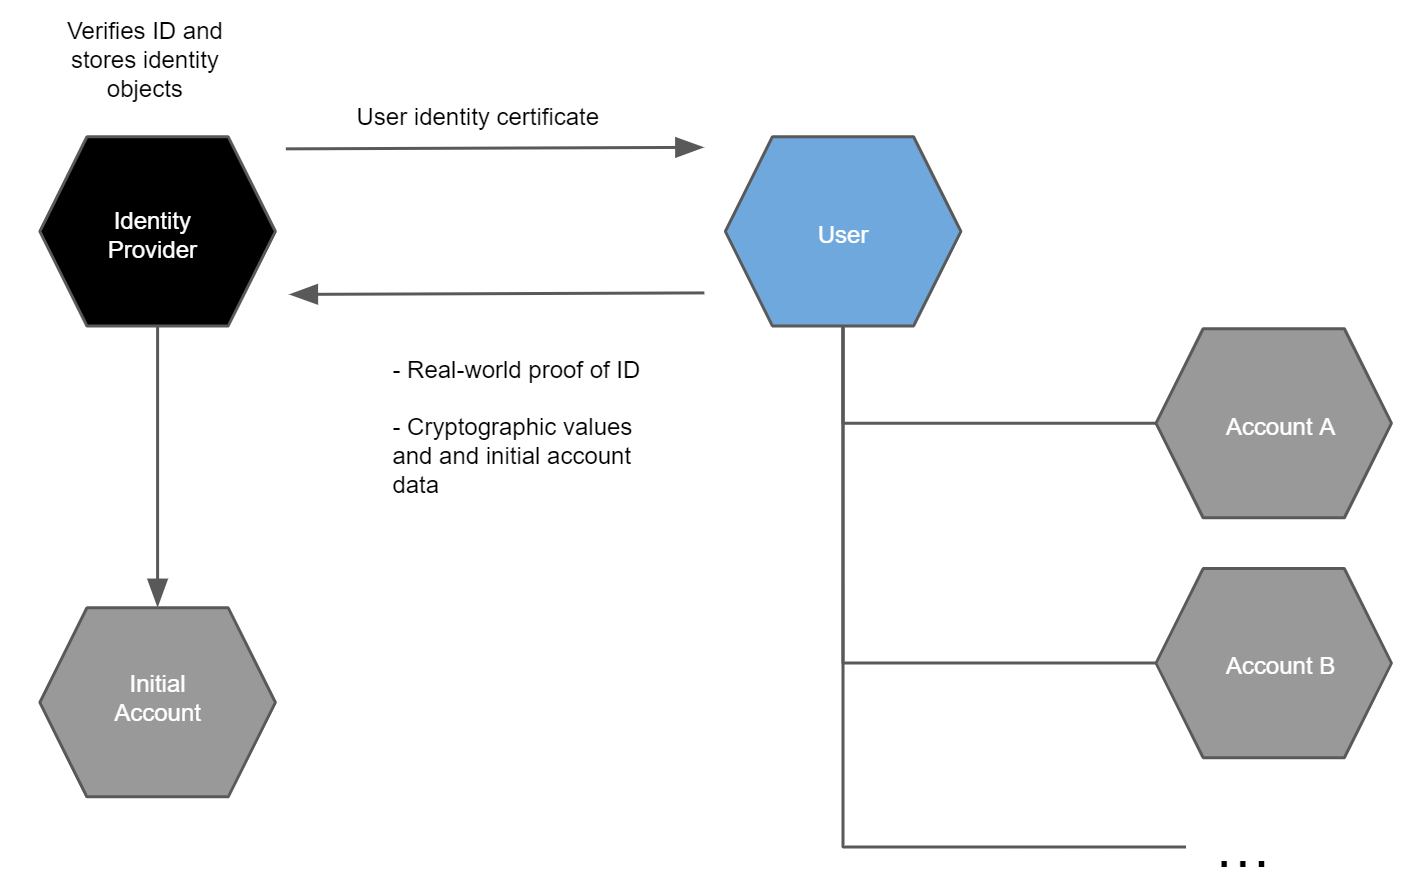 Verifies ID and
stores identity
objects
User identity certificate
Identity
Provider
User
- Real-world proof of ID
- Cryptographic values
and and initial account
data
Account A
Account B
Initial
Account
...